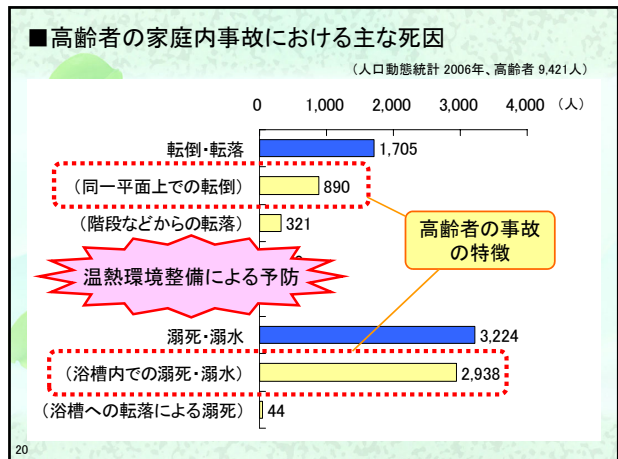 ■高齢者の家庭内事故における主な死因
（人口動態統計 2006年、高齢者 9,421人）
0 1,000 2,000 3,000 4,000 （人）
転倒・転落 1,705
（同一平面上での転倒） 890
（階段などからの転落） 321
高齢者の事故
の特徴
温熱環境整備による予防
溺死・溺水 3,224
（浴槽内での溺死・溺水） 2,938
（浴槽への転落による溺死） 44
20